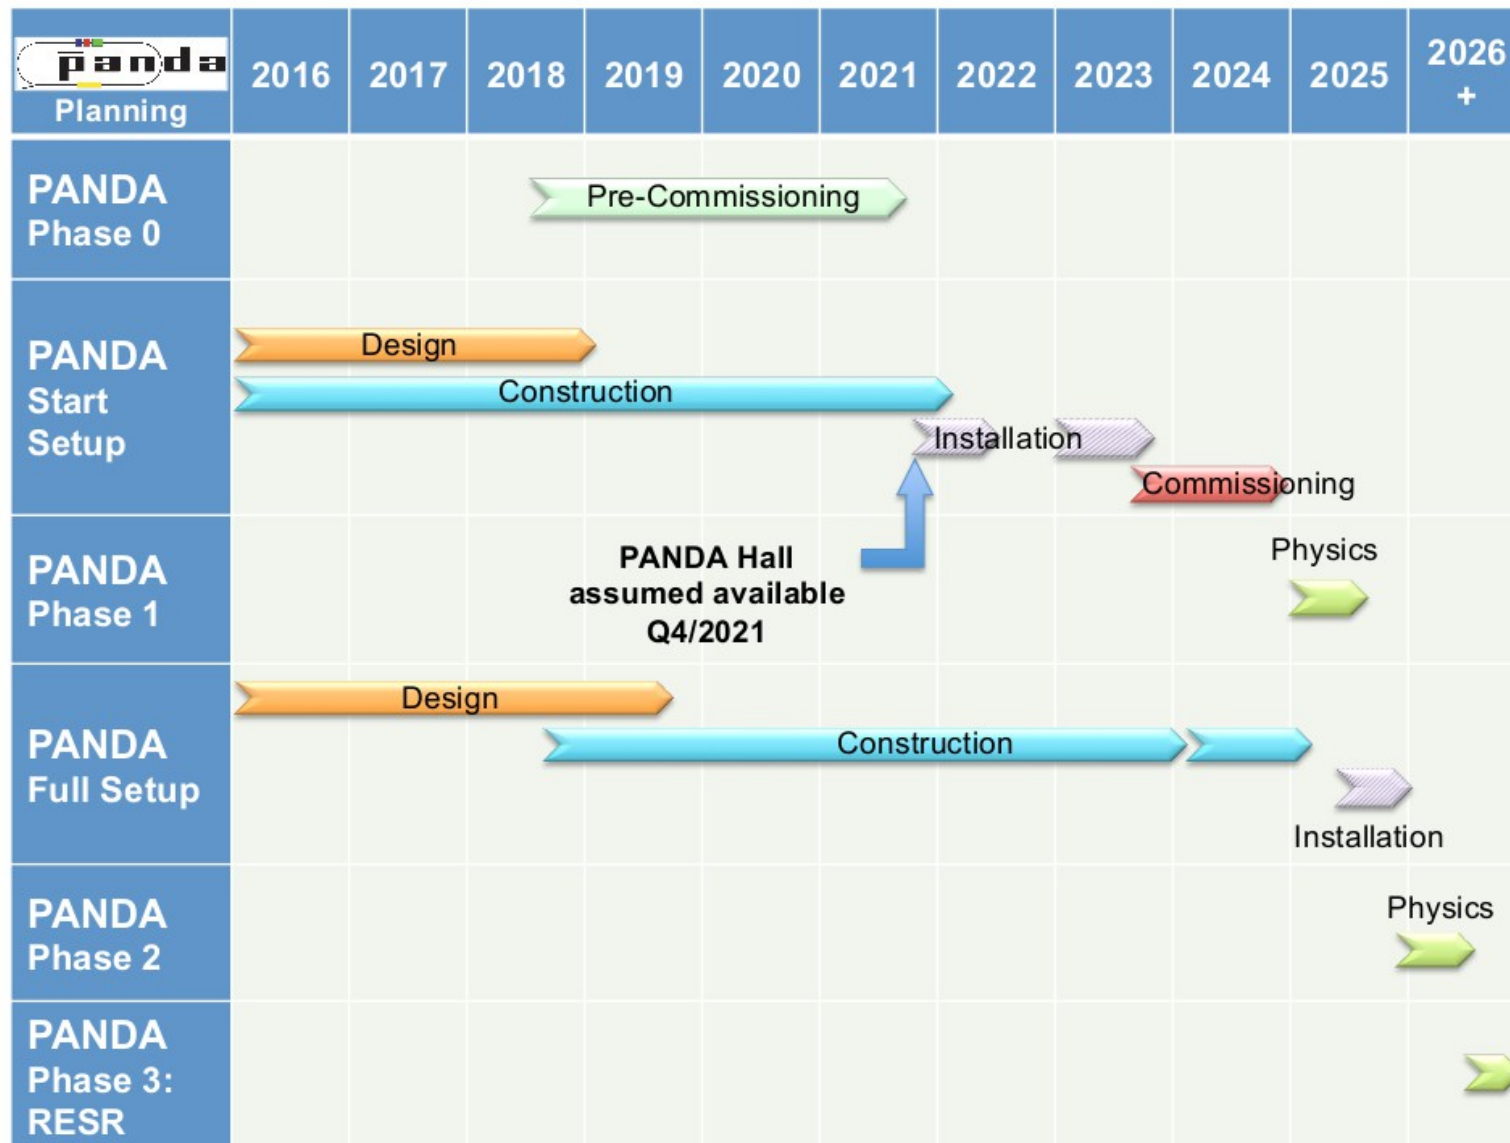 panda
Planning
2016
2017
2018
2019
2020
2021
2022
2023
2024
2025
2026
+
PANDA
Phase 0
Pre-Commissioning
PANDA
Start
Setup
Design
Construction
Installation
Commissioning
PANDA Hall
assumed available
Q4/2021
PANDA
Phase 1
Physics
PANDA
Full Setup
Design
Construction
Installation
PANDA
Phase 2
Physics
PANDA
Phase 3:
RESR